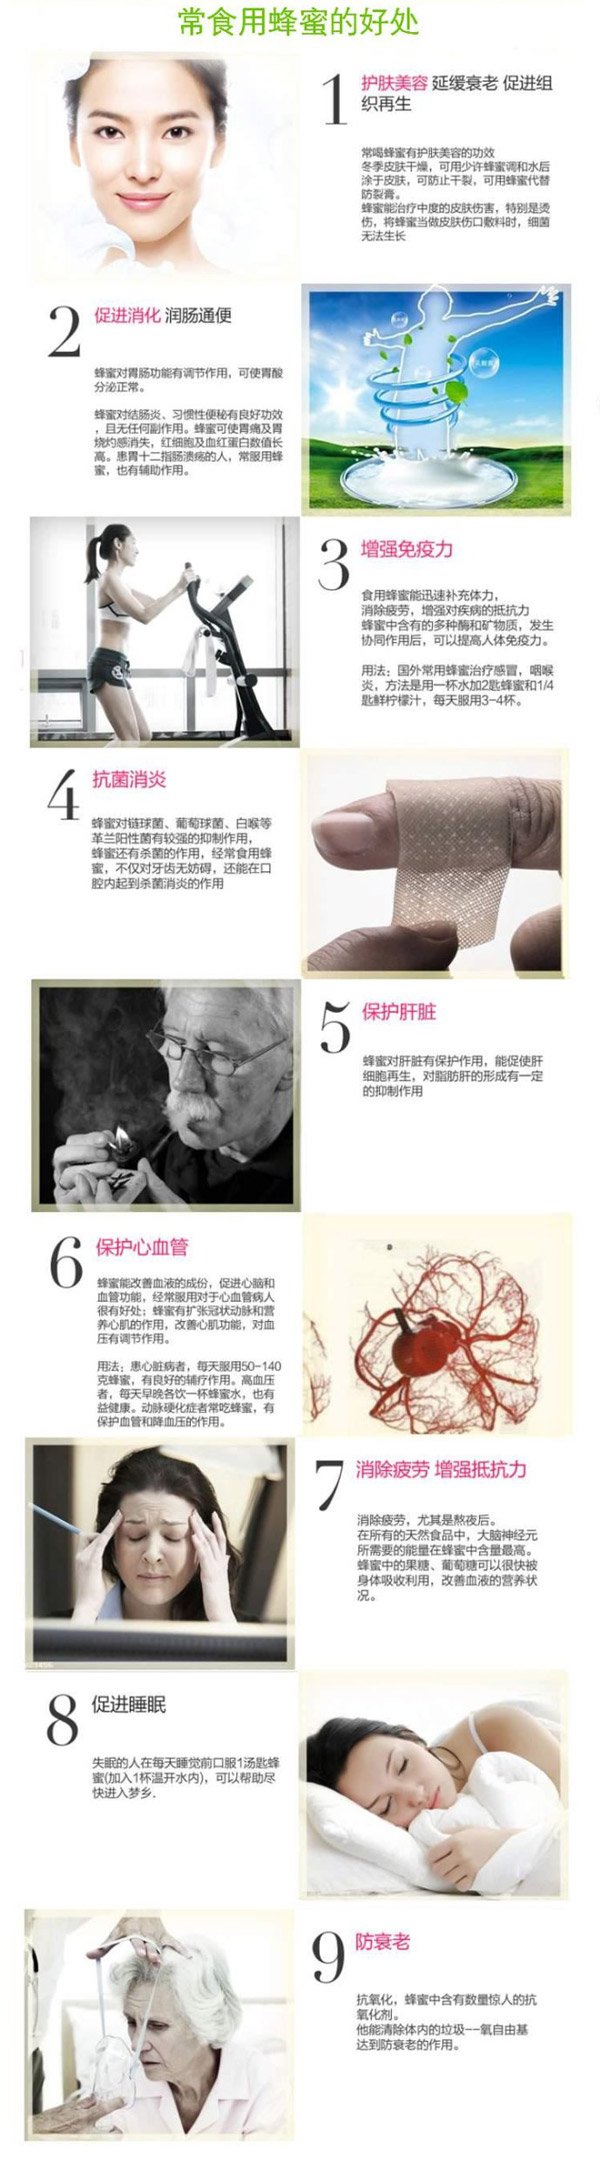 常食用蜂蜜的好处
1
护肤美容 延缓衰老 促进组
织再生
常喝蜂蜜有护肤美容的功效
冬季皮肤干燥，可用少许蜂蜜调和水后
涂于皮肤，可防止干裂，可用蜂蜜代替
防裂膏。
蜂蜜能治疗中度的皮肤伤害，特别是烫
伤，将蜂蜜当做皮肤伤口敷料时，细菌
无法生长
2
促进消化 润肠通便
蜂蜜对胃肠功能有调节作用，可使胃酸
分泌正常。
蜂蜜对结肠炎、习惯性便秘有良好功效
，且无任何副作用。蜂蜜可使胃痛及胃
烧灼感消失，红细胞及血红蛋白数值长
高。患胃十二指肠溃疡的人，常服用蜂
蜜，也有辅助作用。
3
增强免疫力
食用蜂蜜能迅速补充体力，
消除疲劳，增强对疾病的抵抗力
蜂蜜中含有的多种酶和矿物质，发生
协同作用后，可以提高人体免疫力。
用法：国外常用蜂蜜治疗感冒，咽喉
炎，方法是用一杯水加2匙蜂蜜和1/4
匙鲜柠檬汁，每天服用3-4杯。
4
抗菌消炎
蜂蜜对链球菌、葡萄球菌、白喉等
革兰阳性菌有较强的抑制作用，
蜂蜜还有杀菌的作用，经常食用蜂
蜜，不仅对牙齿无妨碍，还能在口
腔内起到杀菌消炎的作用
5
保护肝脏
蜂蜜对肝脏有保护作用，能促使肝
细胞再生，对脂肪肝的形成有一定
的抑制作用
6
保护心血管
蜂蜜能改善血液的成份，促进心脑和
血管功能，经常服用对于心血管病人
很有好处；蜂蜜有扩张冠状动脉和营
养心肌的作用，改善心肌功能，对血
压有调节作用。
用法：患心脏病者，每天服用50-140
克蜂蜜，有良好的辅疗作用。高血压
者，每天早晚各饮一杯蜂蜜水，也有
益健康。动脉硬化症者常吃蜂蜜，有
保护血管和降血压的作用。
7
消除疲劳 增强抵抗力
消除疲劳，尤其是熬夜后。
在所有的天然食品中，大脑神经元
所需要的能量在蜂蜜中含量最高。
蜂蜜中的果糖、葡萄糖可以很快被
身体吸收利用，改善血液的营养状
况。
8
促进睡眠
失眠的人在每天睡觉前口服1汤匙蜂
蜜(加入1杯温开水内)，可以帮助尽
快进入梦乡.
9
防衰老
抗氧化，蜂蜜中含有数量惊人的抗
氧化剂。
他能清除体内的垃圾--氧自由基
达到防衰老的作用。